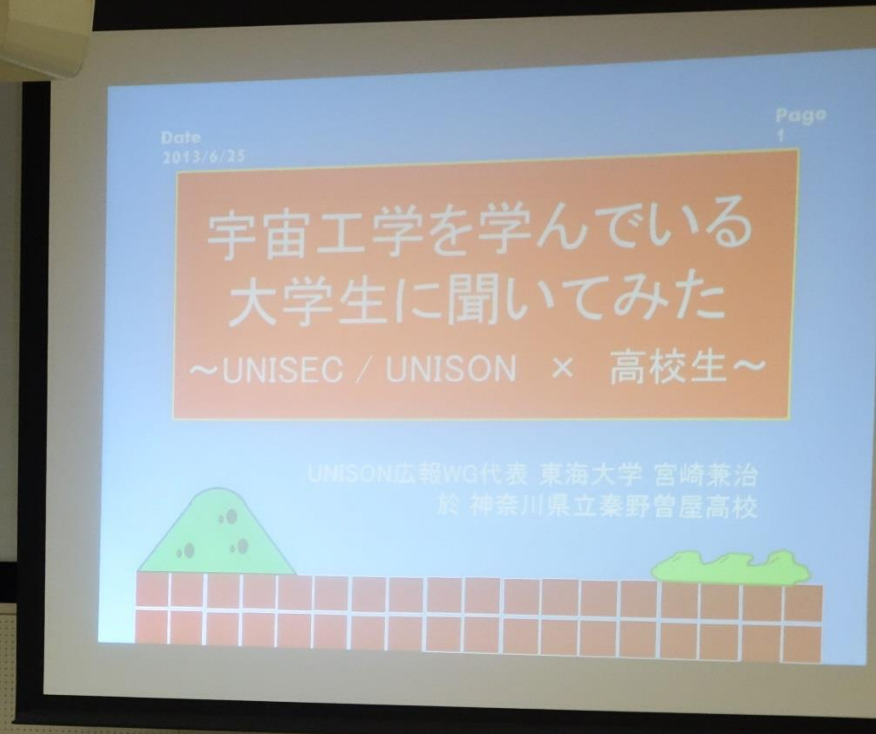 Date
2013/6/25
Page
1
宇宙工学を学んでいる
大学生に聞いてみた
～UNISEC / UNISON × 高校生～
UNISON広報WG代表 東海大学 宮崎兼治
於 神奈川県立秦野曽屋高校